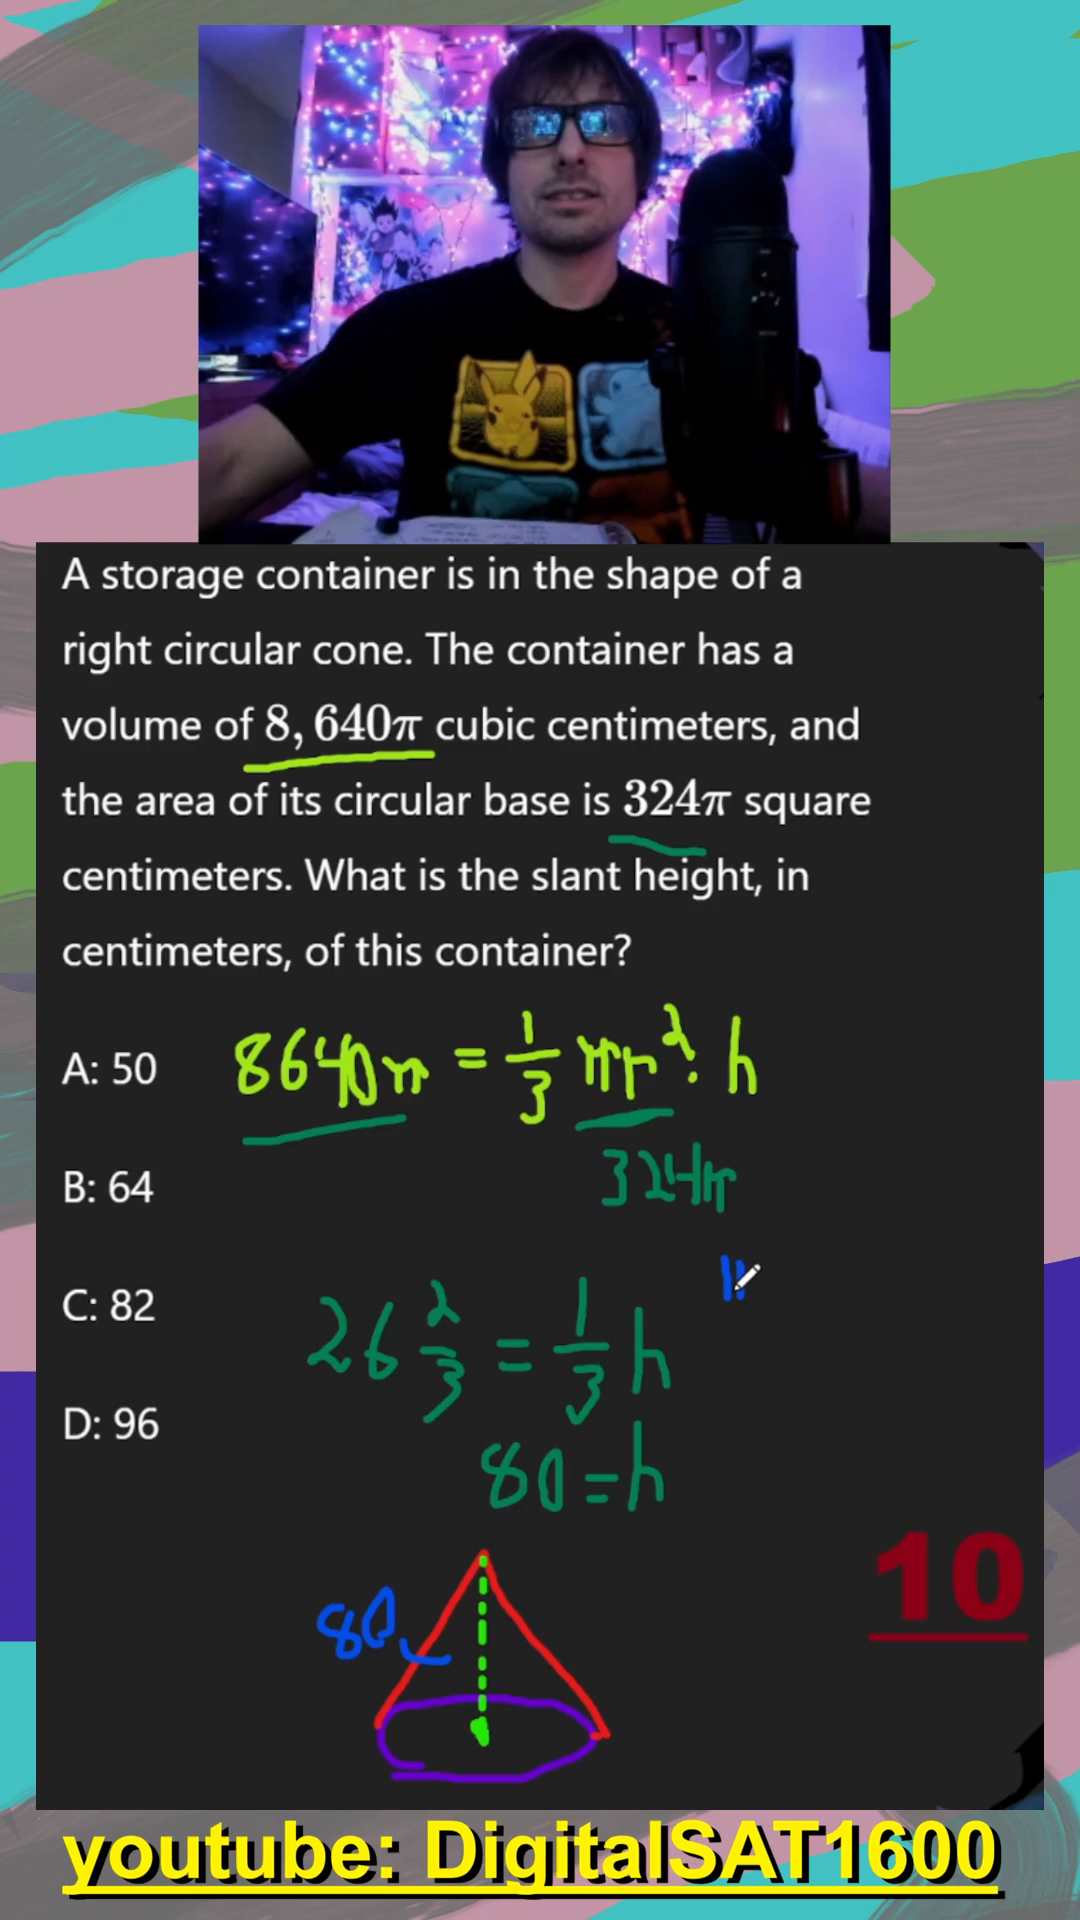 A storage container is in the shape of a
right circular cone. The container has a
volume of 8,640π cubic centimeters, and
the area of its circular base is 324π square
centimeters. What is the slant height, in
centimeters, of this container?
A: 50
8640π = 1/3 πr² · h
324π
B: 64
C: 82
26 2/3 = 1/3 h
D: 96
80 = h
10
80
youtube: DigitalSAT1600